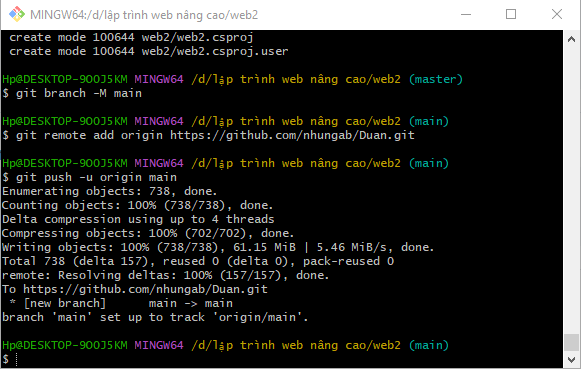 MINGW64:/d/lập trình web nâng cao/web2
 create mode 100644 web2/web2.csproj
 create mode 100644 web2/web2.csproj.user
Hp@DESKTOP-9OOJ5KM MINGW64 /d/lập trình web nâng cao/web2 (master)
$ git branch -M main
Hp@DESKTOP-9OOJ5KM MINGW64 /d/lập trình web nâng cao/web2 (main)
$ git remote add origin https://github.com/nhungab/Duan.git
Hp@DESKTOP-9OOJ5KM MINGW64 /d/lập trình web nâng cao/web2 (main)
$ git push -u origin main
Enumerating objects: 738, done.
Counting objects: 100% (738/738), done.
Delta compression using up to 4 threads
Compressing objects: 100% (702/702), done.
Writing objects: 100% (738/738), 61.15 MiB | 5.46 MiB/s, done.
Total 738 (delta 157), reused 0 (delta 0), pack-reused 0
remote: Resolving deltas: 100% (157/157), done.
To https://github.com/nhungab/Duan.git
 * [new branch]      main -> main
branch 'main' set up to track 'origin/main'.
Hp@DESKTOP-9OOJ5KM MINGW64 /d/lập trình web nâng cao/web2 (main)
$